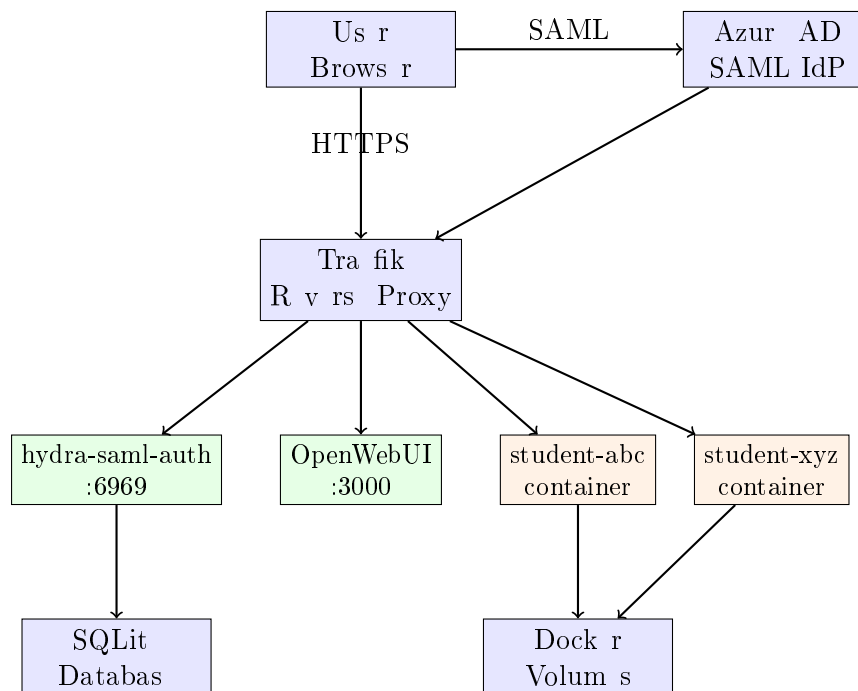 Us r
Brows r
SAML
Azur  AD
SAML IdP
HTTPS
Tra fik
R v rs  Proxy
hydra-saml-auth
:6969
OpenWebUI
:3000
student-abc
container
student-xyz
container
SQLit
Databas
Dock r
Volum s